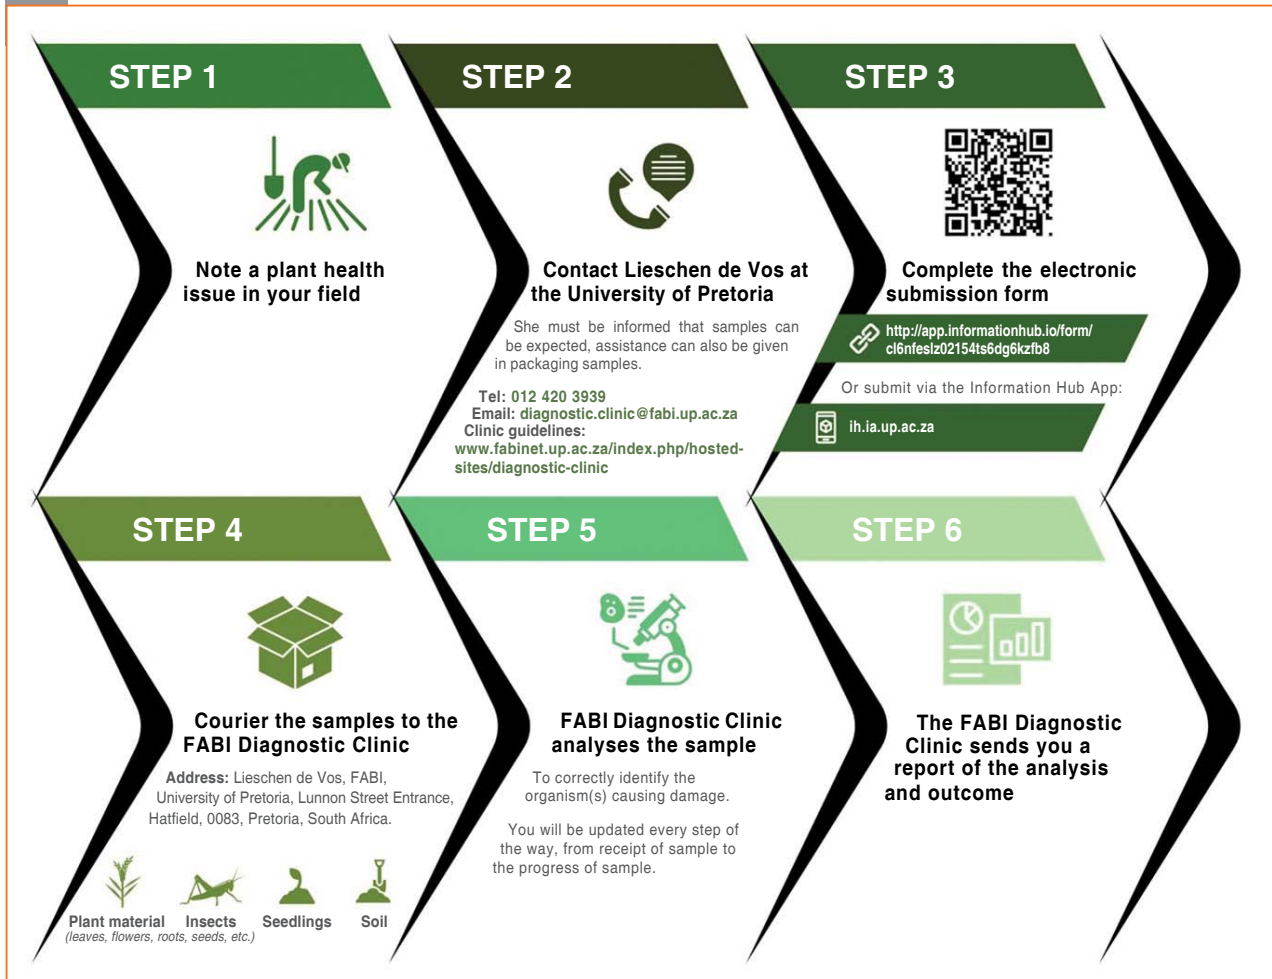 STEP 1
Note a plant health
issue in your field
STEP 2
Contact Lieschen de Vos at
the University of Pretoria
She must be informed that samples can
be expected, assistance can also be given
in packaging samples.
Tel: 012 420 3939
Email: diagnostic.clinic@fabi.up.ac.za
Clinic guidelines:
www.fabinet.up.ac.za/index.php/hosted-
sites/diagnostic-clinic
STEP 3
Complete the electronic
submission form
http://app.informationhub.io/form/
cl6nfeslz02154ts6dg6kzfb8
Or submit via the Information Hub App:
ih.ia.up.ac.za
STEP 4
Courier the samples to the
FABI Diagnostic Clinic
Address: Lieschen de Vos, FABI,
University of Pretoria, Lunnon Street Entrance,
Hatfield, 0083, Pretoria, South Africa.
Plant material
(leaves, flowers, roots, seeds, etc.)
Insects
Seedlings
Soil
STEP 5
FABI Diagnostic Clinic
analyses the sample
To correctly identify the
organism(s) causing damage.
You will be updated every step of
the way, from receipt of sample to
the progress of sample.
STEP 6
The FABI Diagnostic
Clinic sends you a
report of the analysis
and outcome